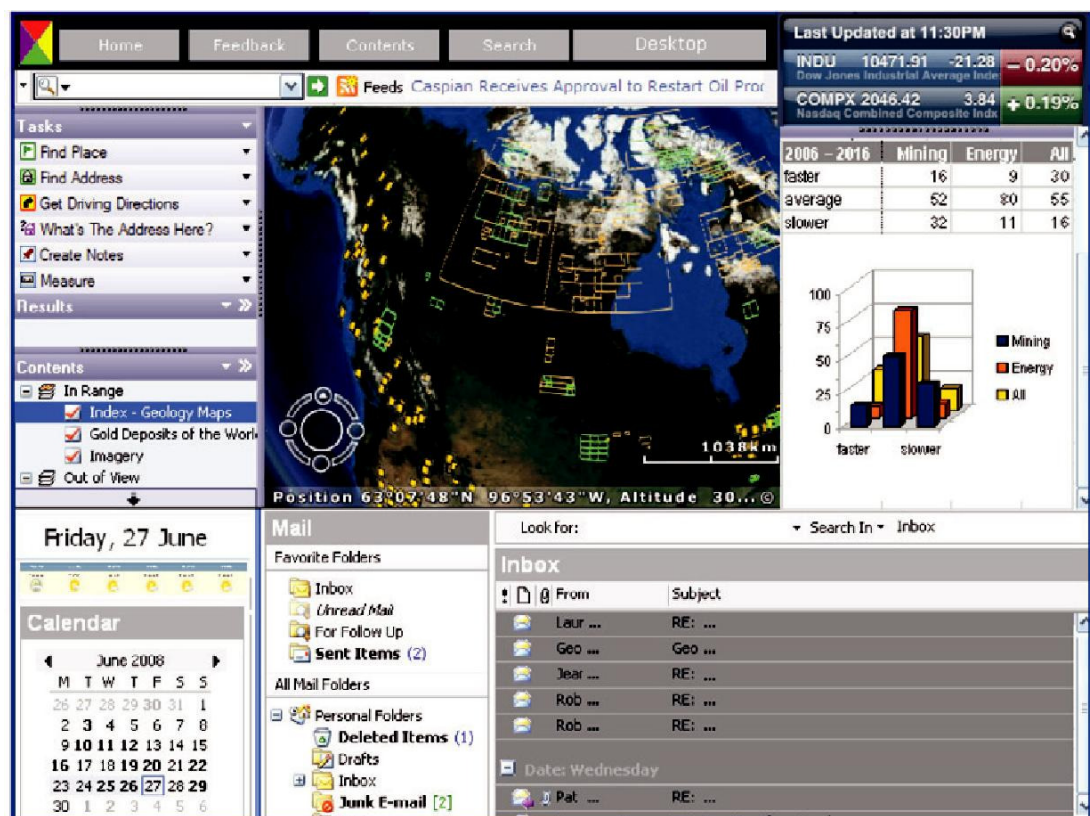 Home Feedback Contents Search Desktop
Feeds Caspian Receives Approval to Restart Oil Proc
Last Updated at 11:30PM
INDU 10471.91 -21.28 – 0.20%
Dow Jones Industrial Average Inde
COMPX 2046.42 3.84 + 0.19%
Nasdaq Combined Composite Indx
Tasks
Find Place
Find Address
Get Driving Directions
What's The Address Here?
Create Notes
Measure
Results
Contents
In Range
Index - Geology Maps
Gold Deposits of the Worl
Imagery
Out of View
1038km
Position 63°07'48"N 96°53'43"W, Altitude 30...©
2006 – 2016 Mining Energy All
faster 16 9 30
average 52 80 55
slower 32 11 16
100
75
50
25
0
faster slower
Mining
Energy
All
Friday, 27 June
Calendar
June 2008
M T W T F S S
26 27 28 29 30 31 1
2 3 4 5 6 7 8
9 10 11 12 13 14 15
16 17 18 19 20 21 22
23 24 25 26 27 28 29
30 1 2 3 4 5 6
Mail
Favorite Folders
Inbox
Unread Mail
For Follow Up
Sent Items (2)
All Mail Folders
Personal Folders
Deleted Items (1)
Drafts
Inbox
Junk E-mail [2]
Look for: Search In Inbox
Inbox
! From Subject
Laur ... RE: ...
Geo ... Geo ...
Jear ... RE: ...
Rob ... RE: ...
Rob ... RE: ...
Date: Wednesday
Pat ... RE: ...